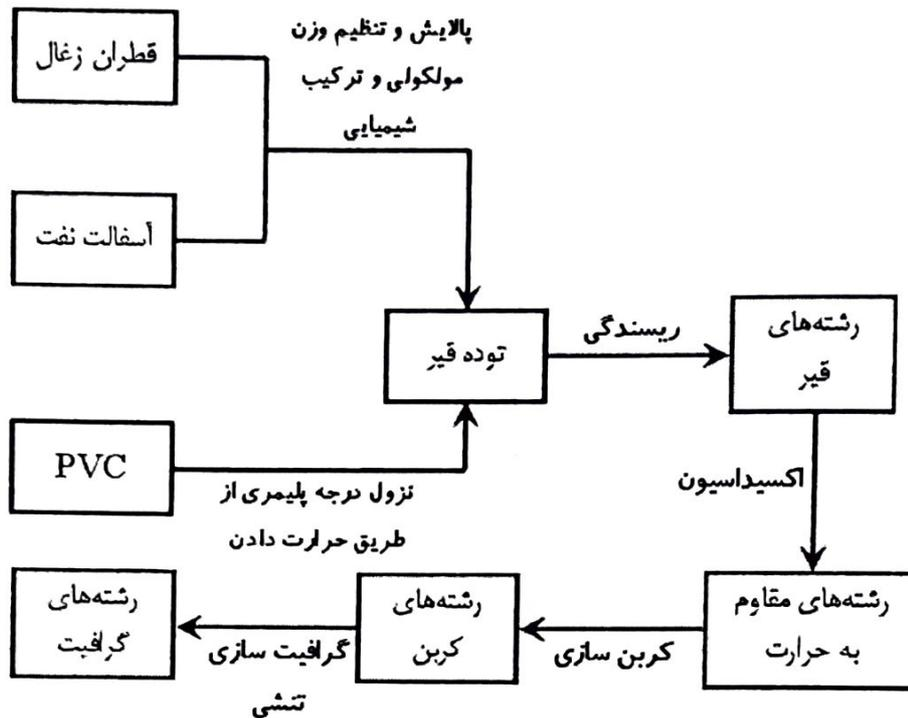 قطران زغال
پالایش و تنظیم وزن
مولکولی و ترکیب
شیمیایی
آسفالت نفت
توده قیر
ریسندگی
رشته‌های
قیر
PVC
نزول درجه پلیمری از
طریق حرارت دادن
اکسیداسیون
رشته‌های مقاوم
به حرارت
کربن سازی
رشته‌های
کربن
گرافیت سازی
تنشی
رشته‌های
گرافیت